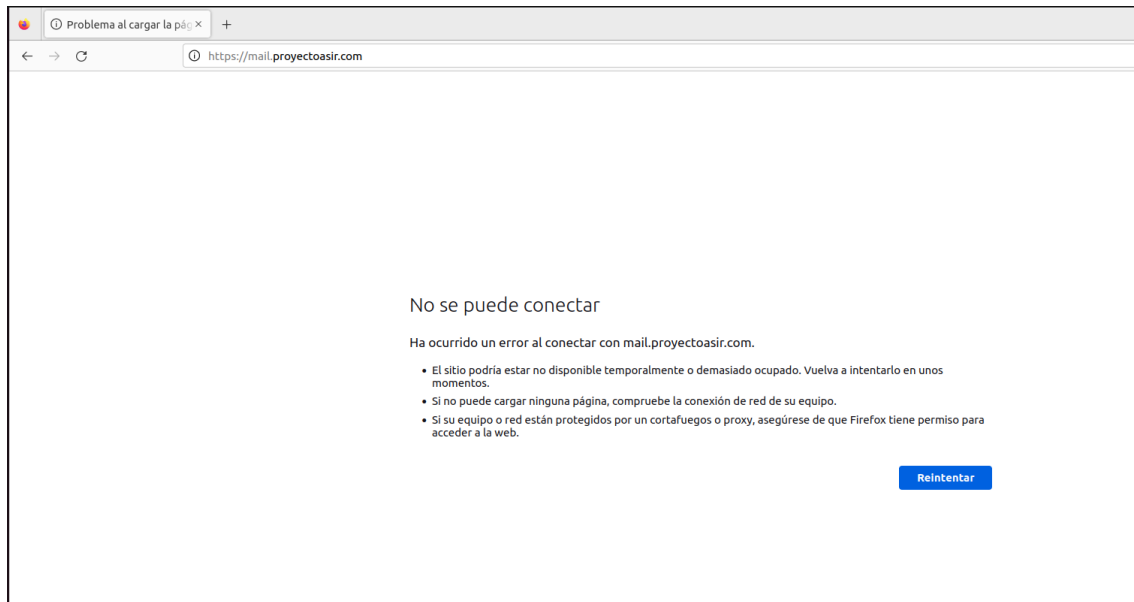 Problema al cargar la pág
https://mail.proyectoasir.com
No se puede conectar
Ha ocurrido un error al conectar con mail.proyectoasir.com.
• El sitio podría estar no disponible temporalmente o demasiado ocupado. Vuelva a intentarlo en unos
momentos.
• Si no puede cargar ninguna página, compruebe la conexión de red de su equipo.
• Si su equipo o red están protegidos por un cortafuegos o proxy, asegúrese de que Firefox tiene permiso para
acceder a la web.
Reintentar